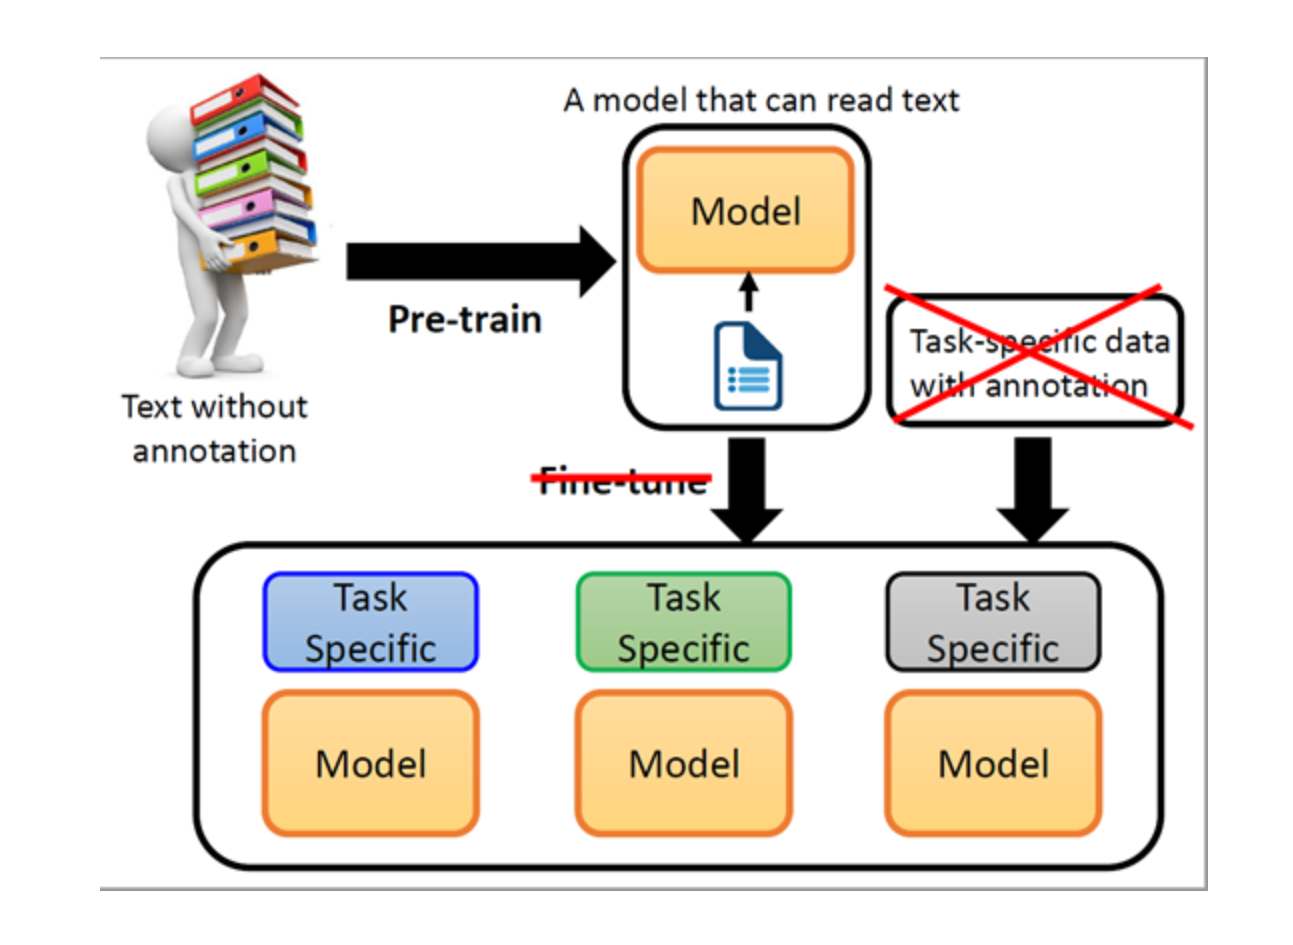 A model that can read text
Model
Pre-train
Text without
annotation
Task-specific data
with annotation
Fine-tune
Task
Specific
Task
Specific
Task
Specific
Model
Model
Model